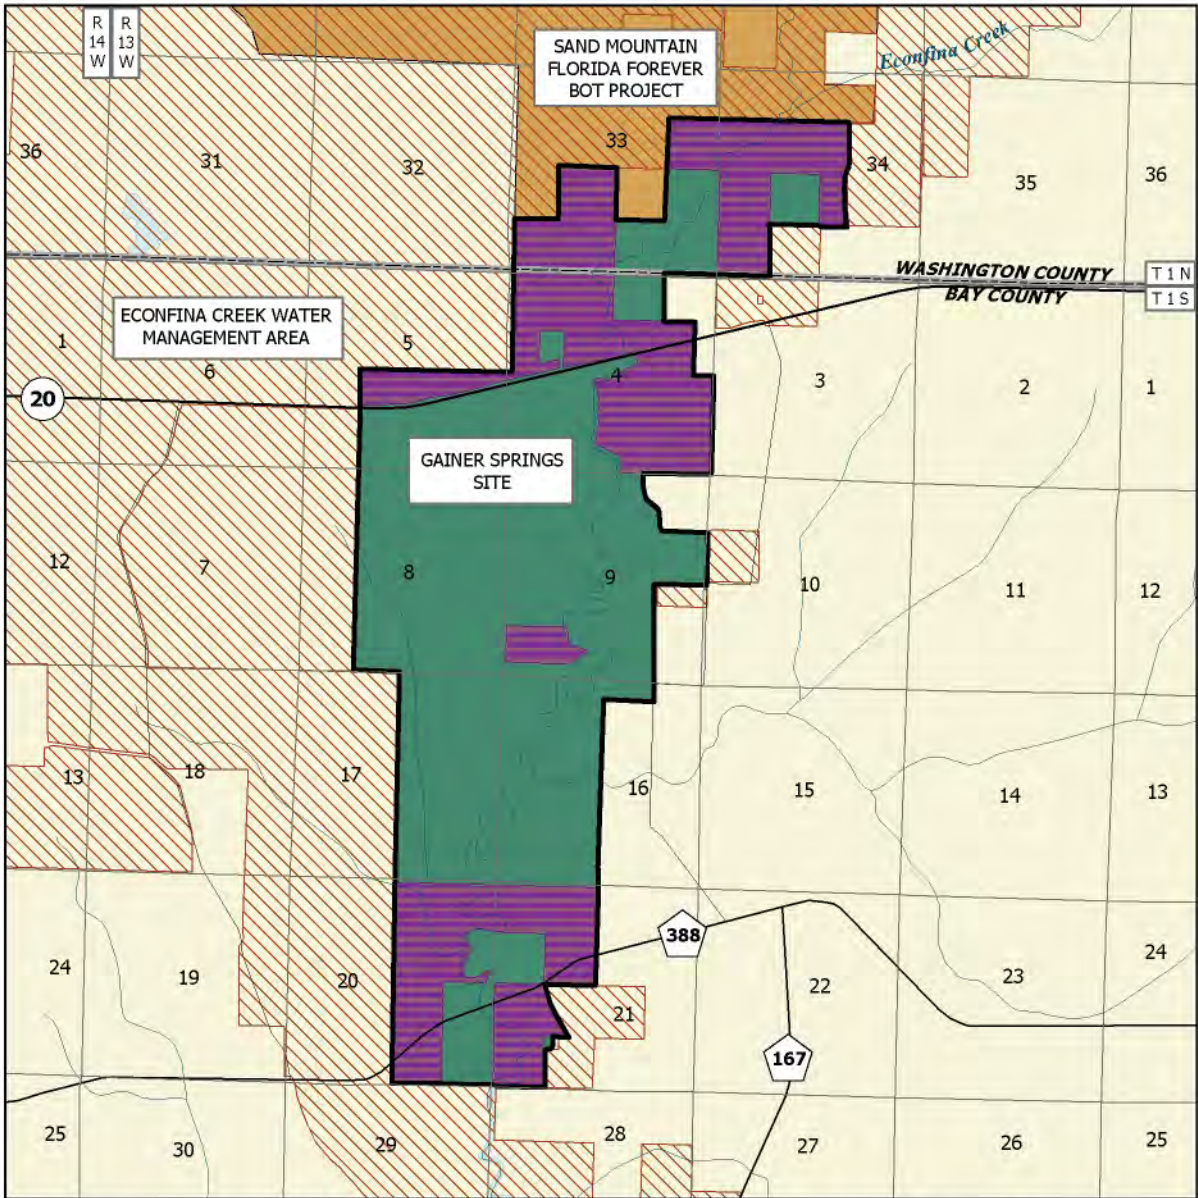 R
14
W
R
13
W
SAND MOUNTAIN
FLORIDA FOREVER
BOT PROJECT
Econfina Creek
36
31
32
33
34
35
36
WASHINGTON COUNTY
BAY COUNTY
T 1 N
T 1 S
ECONFINA CREEK WATER
MANAGEMENT AREA
1
6
5
4
3
2
1
20
GAINER SPRINGS
SITE
12
7
8
9
10
11
12
13
18
17
16
15
14
13
388
24
19
20
21
22
23
24
167
25
30
29
28
27
26
25